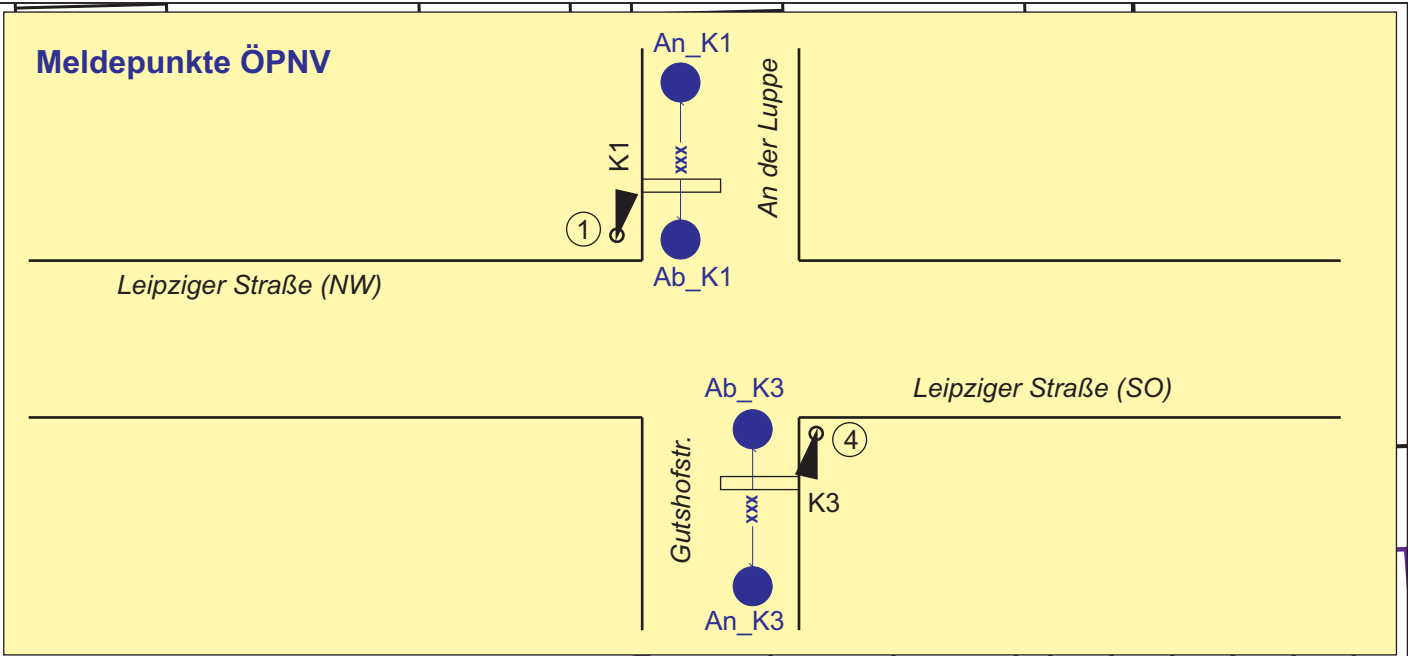 Meldepunkte ÖPNV
An_K1
An der Luppe
K1
xxx
1
Ab_K1
Leipziger Straße (NW)
Ab_K3
Leipziger Straße (SO)
4
Gutshofstr.
xxx
K3
An_K3